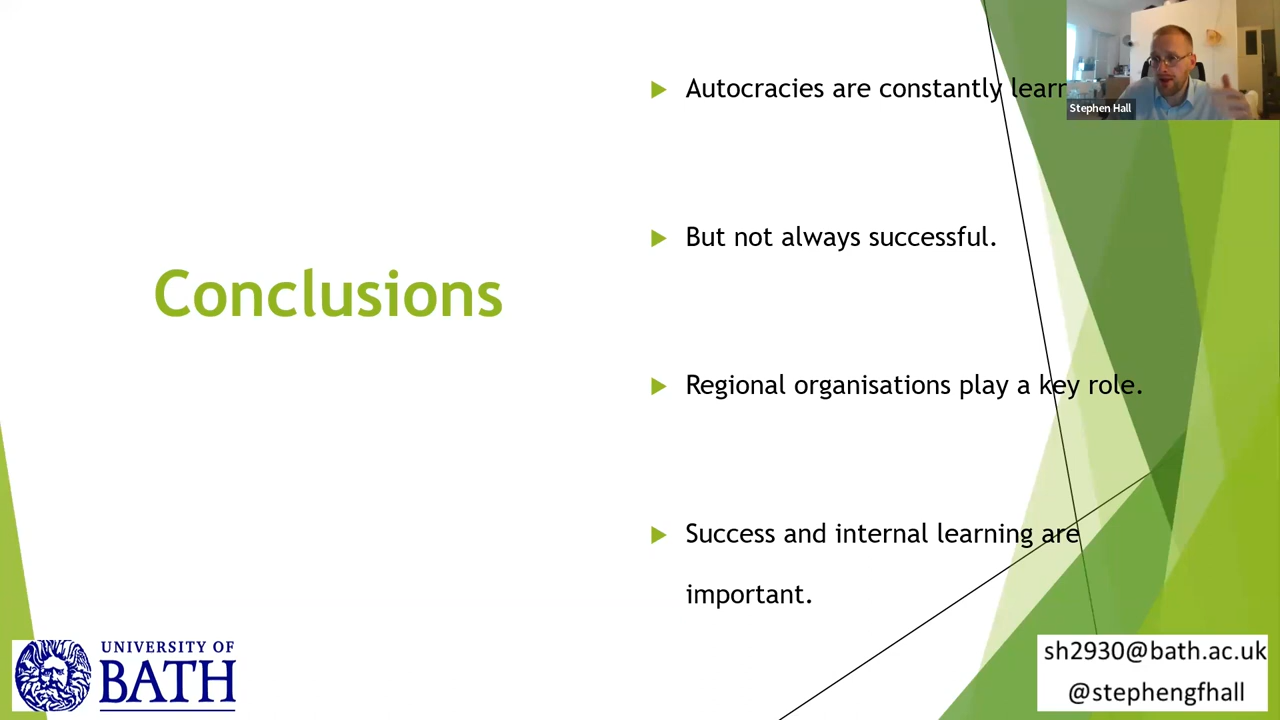 Autocracies are constantly
Stephen Hall
But not always successful.
Conclusions
Regional organisations play a key role.
Success and internal learning are
important.
UNIVERSITY OF
BATH
sh2930@bath.ac.uk
@stephengfhall